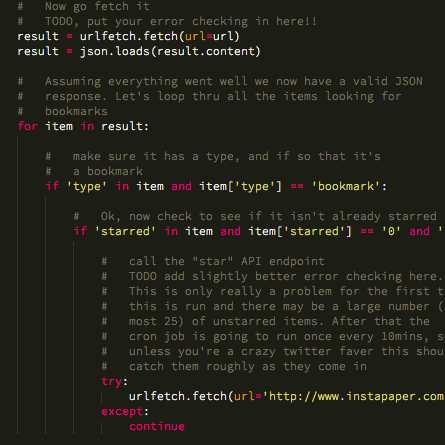 #   Now go fetch it
#   TODO, put your error checking in here!!
result = urlfetch.fetch(url=url)
result = json.loads(result.content)
#   Assuming everything went well we now have a valid JSON
#   response. Let's loop thru all the items looking for
#   bookmarks
for item in result:
#   make sure it has a type, and if so that it's
#   a bookmark
if 'type' in item and item['type'] == 'bookmark':
#   Ok, now check to see if it isn't already starred
if 'starred' in item and item['starred'] == '0' and '
#   call the "star" API endpoint
#   TODO add slightly better error checking here.
#   This is only really a problem for the first t
#   this is run and there may be a large number (
#   most 25) of unstarred items. After that the
#   cron job is going to run once every 10mins, s
#   unless you're a crazy twitter faver this shou
#   catch them roughly as they come in
try:
urlfetch.fetch(url='http://www.instapaper.com
except:
continue